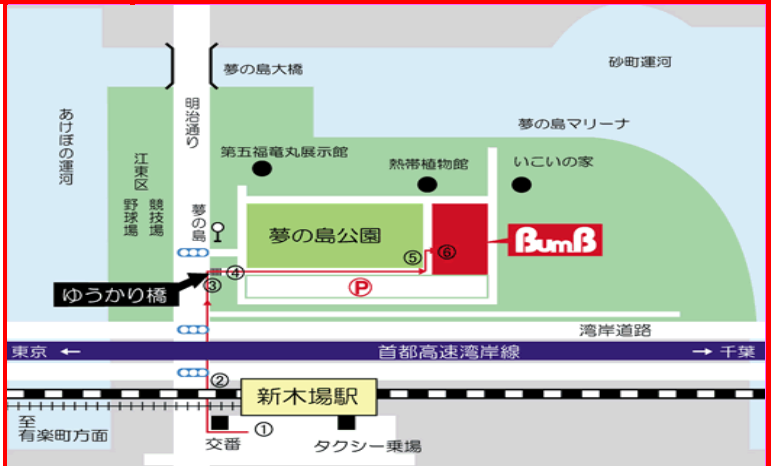 砂町運河
夢の島大橋
明治通り
あけぼの運河
夢の島マリーナ
江東区
競技場
野球場
第五福竜丸展示館
熱帯植物館
いこいの家
夢の島
夢の島公園
BumB
⑤
⑥
④
③
P
ゆうかり橋
湾岸道路
東京 ←
首都高速湾岸線
→ 千葉
②
新木場駅
至
有楽町方面
①
交番
タクシー乗場